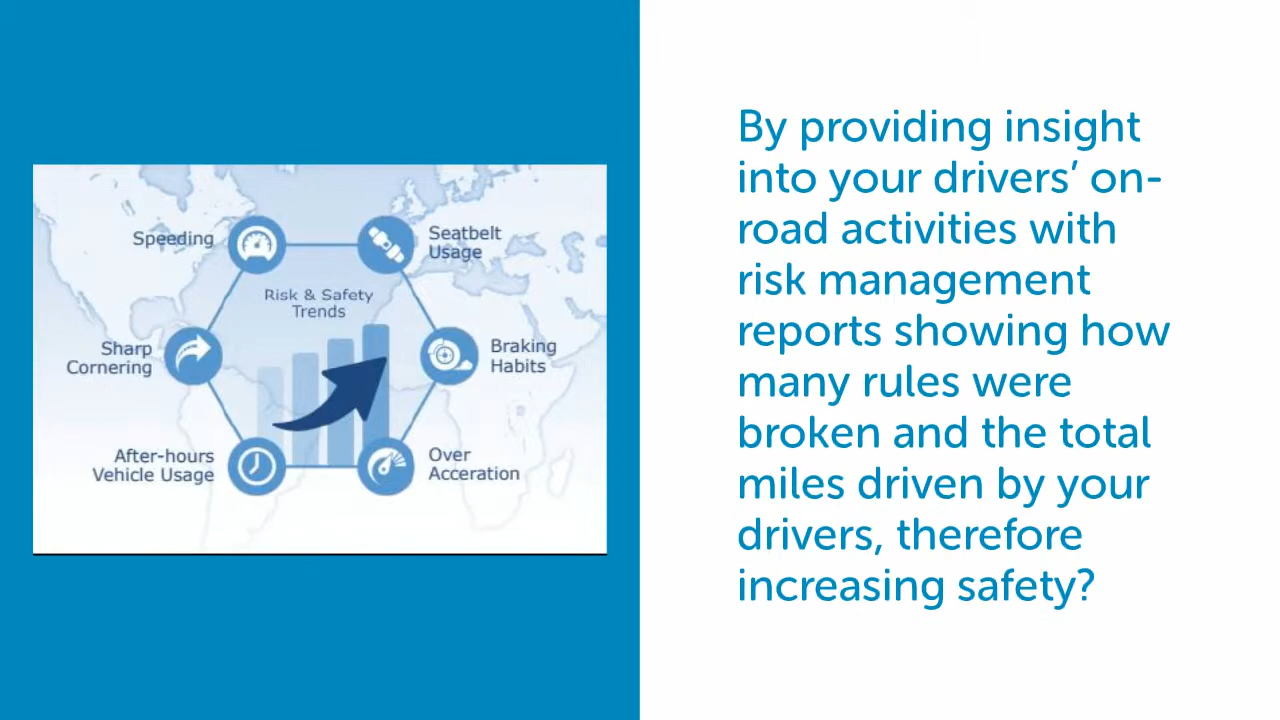 Speeding
Seatbelt
Usage
Risk & Safety
Trends
Sharp
Cornering
Braking
Habits
After-hours
Vehicle Usage
Over
Acceration
By providing insight
into your drivers’ on-
road activities with
risk management
reports showing how
many rules were
broken and the total
miles driven by your
drivers, therefore
increasing safety?